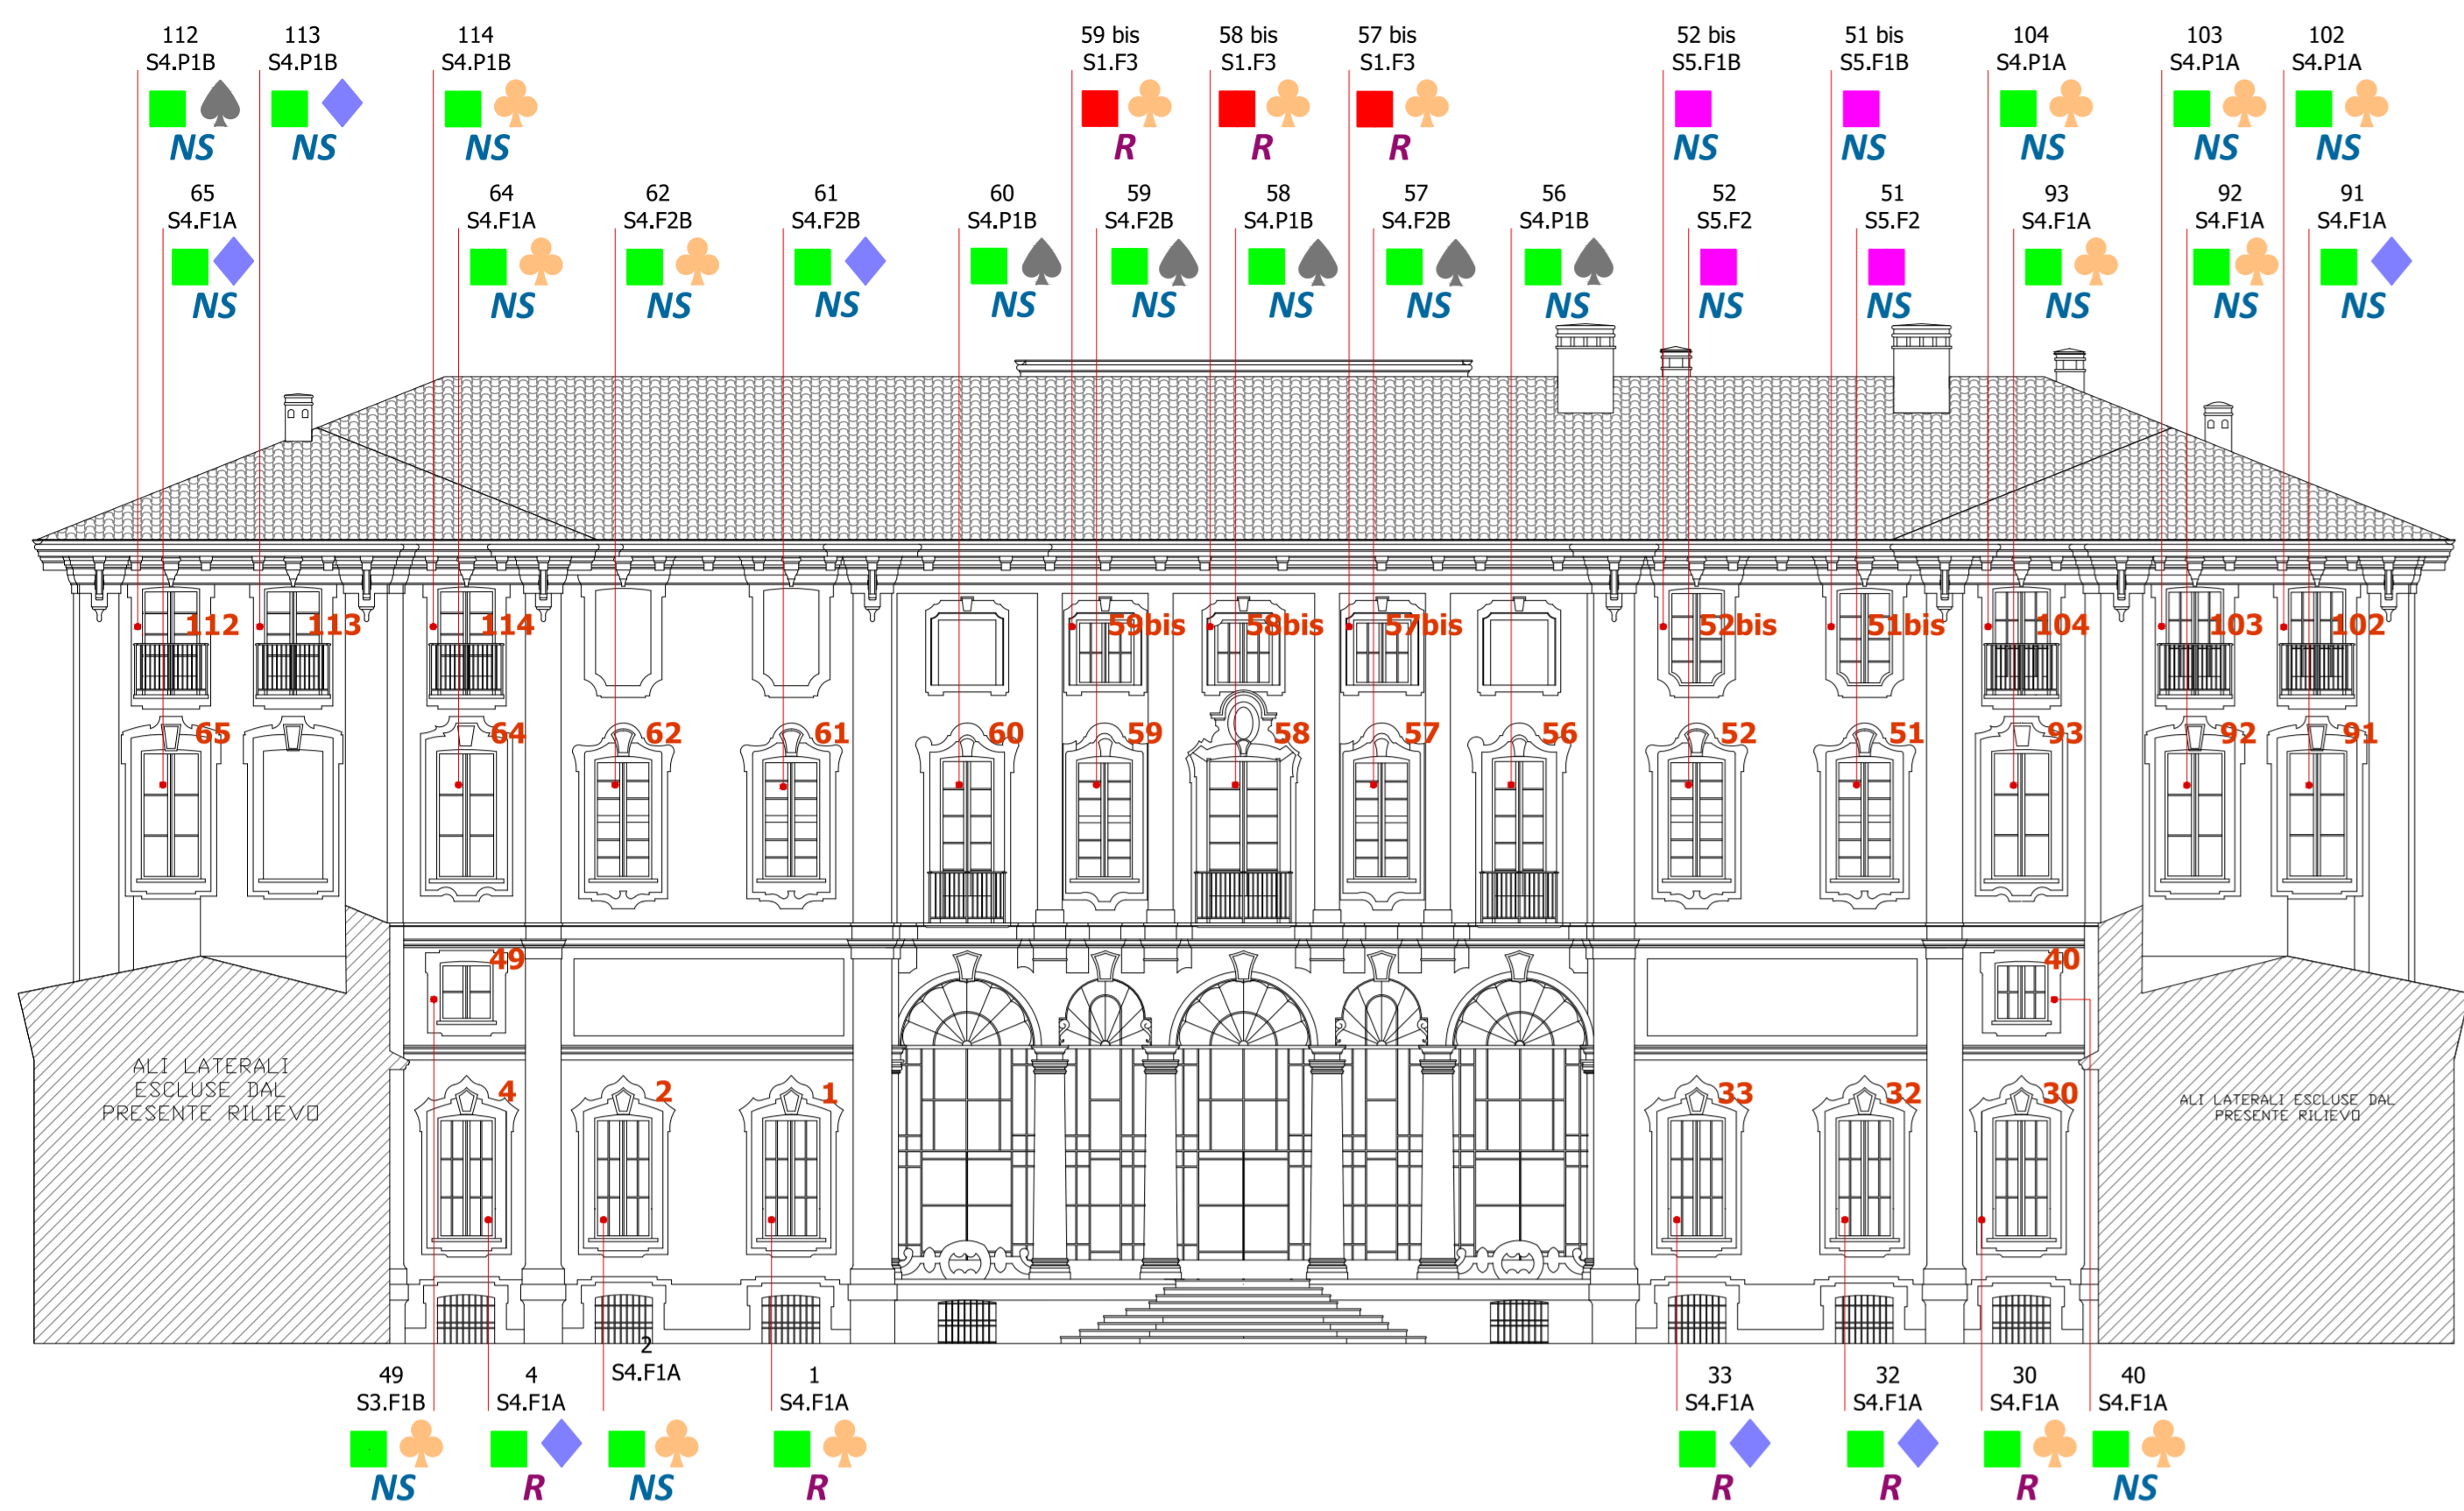 112 113 114 59 bis 58 bis 57 bis 52 bis 51 bis 104 103 102
S4.P1B S4.P1B S4.P1B S1.F3 S1.F3 S1.F3 S5.F1B S5.F1B S4.P1A S4.P1A S4.P1A
NS NS NS R R R NS NS NS NS NS
65 64 62 61 60 59 58 57 56 52 51 93 92 91
S4.F1A S4.F1A S4.F2B S4.F2B S4.P1B S4.F2B S4.P1B S4.F2B S4.P1B S5.F2 S5.F2 S4.F1A S4.F1A S4.F1A
NS NS NS NS NS NS NS NS NS NS NS NS NS NS
112 113 114 59bis 58bis 57bis 52bis 51bis 104 103 102
65 64 62 61 60 59 58 57 56 52 51 93 92 91
49 40
ALI LATERALI
ESCLUSE DAL
PRESENTE RILIEVO
ALI LATERALI ESCLUSE DAL
PRESENTE RILIEVO
4 2 1 33 32 30
49 4 2 1 33 32 30 40
S3.F1B S4.F1A S4.F1A S4.F1A S4.F1A S4.F1A S4.F1A S4.F1A
NS R NS R R R R NS